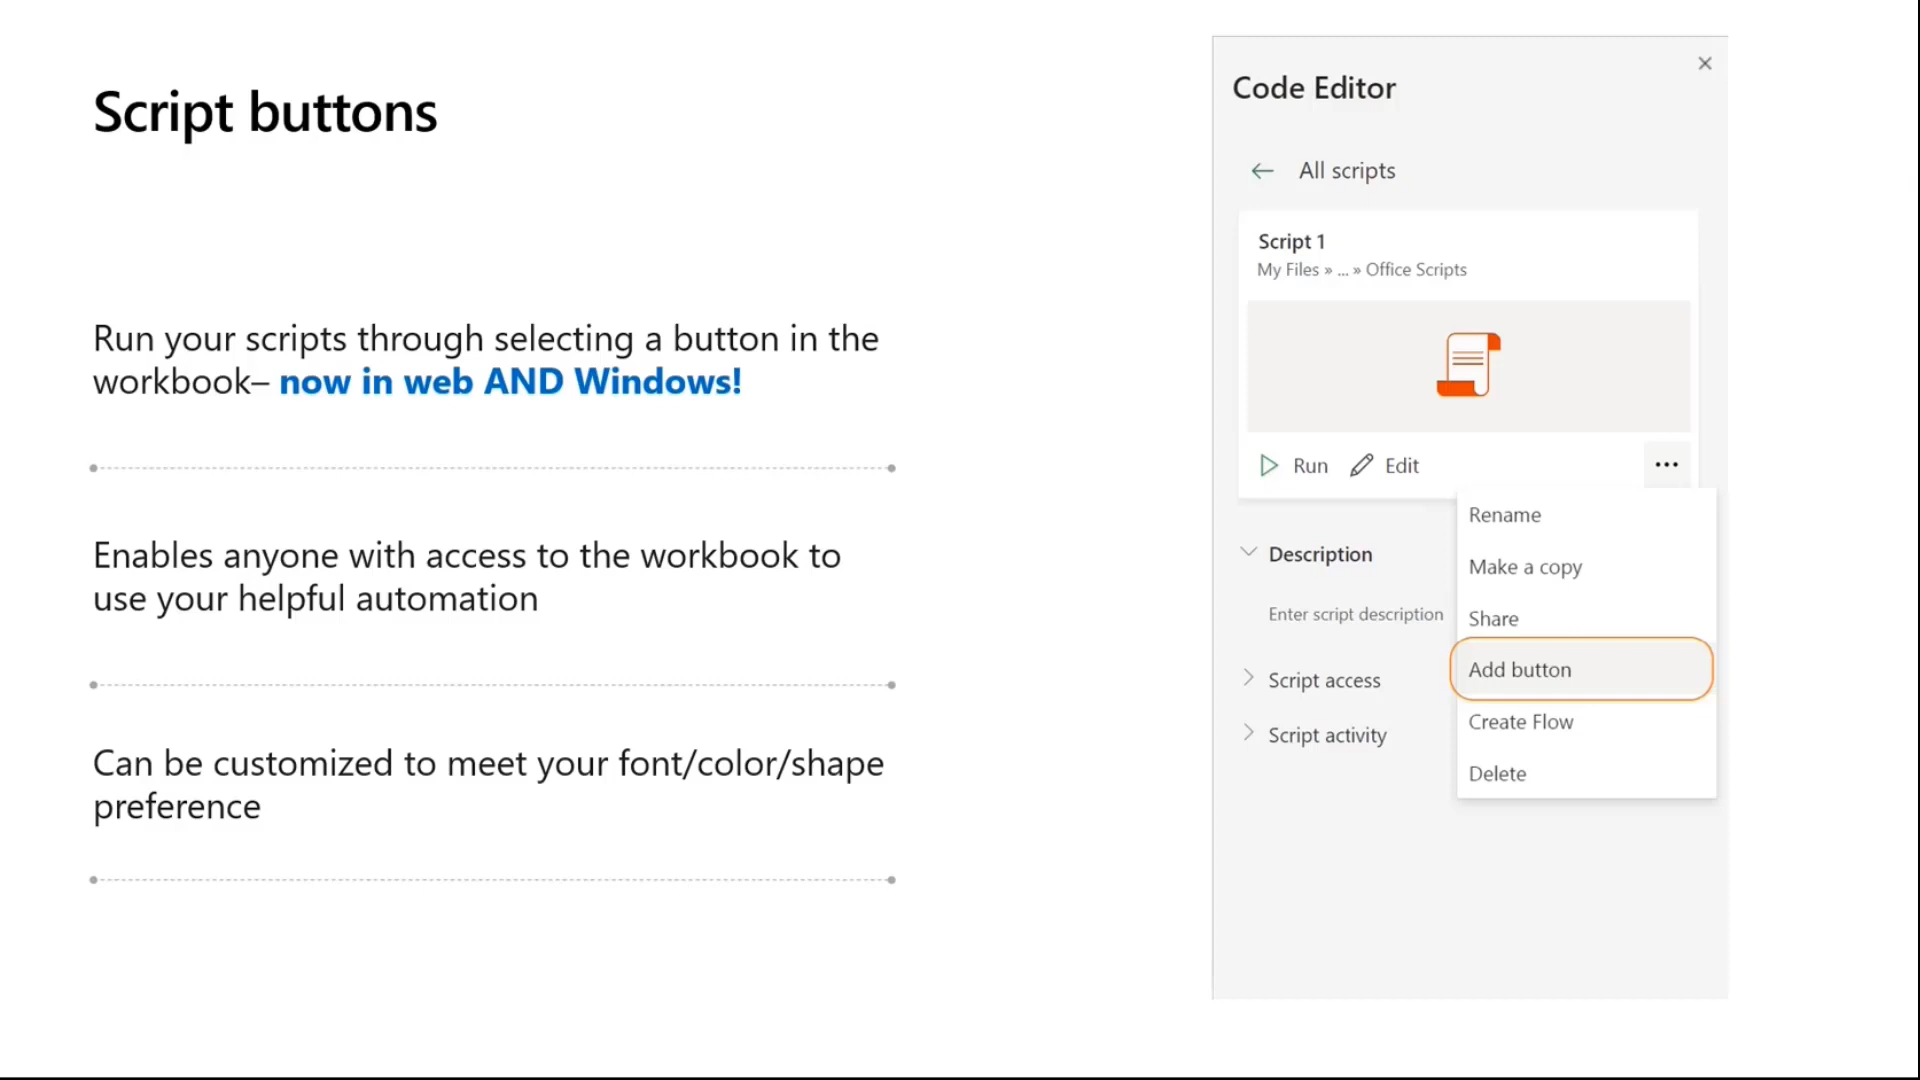 Script buttons
Run your scripts through selecting a button in the
workbook– now in web AND Windows!
Enables anyone with access to the workbook to
use your helpful automation
Can be customized to meet your font/color/shape
preference
Code Editor
All scripts
Script 1
My Files » ... » Office Scripts
Run
Edit
Rename
Make a copy
Share
Add button
Create Flow
Delete
Description
Enter script description
Script access
Script activity